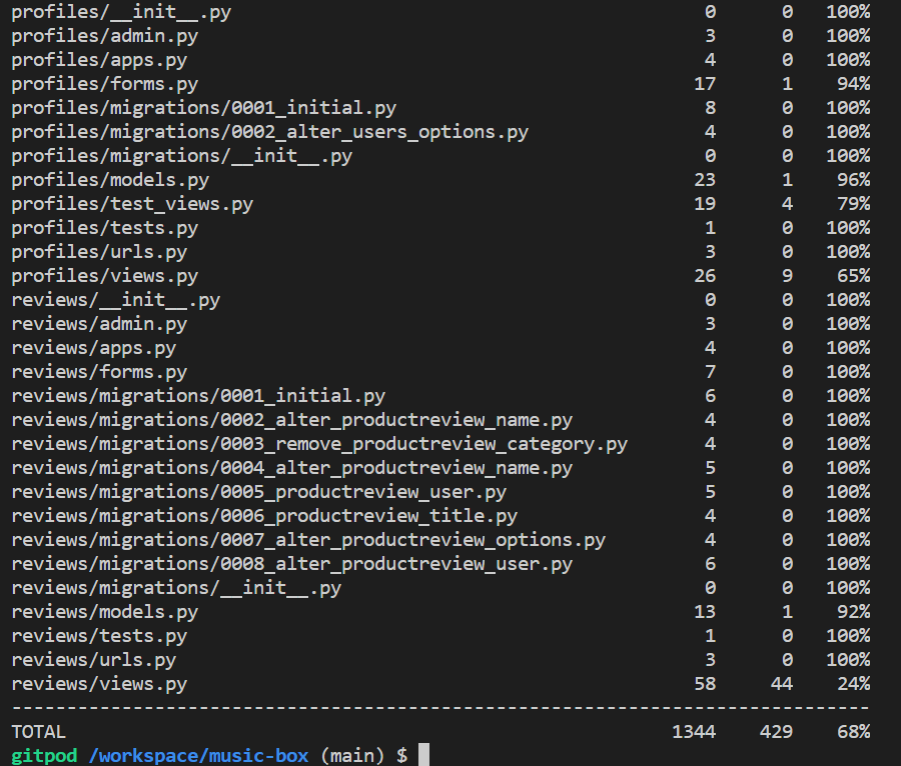 profiles/__init__.py 0 0 100%
profiles/admin.py 3 0 100%
profiles/apps.py 4 0 100%
profiles/forms.py 17 1 94%
profiles/migrations/0001_initial.py 8 0 100%
profiles/migrations/0002_alter_users_options.py 4 0 100%
profiles/migrations/__init__.py 0 0 100%
profiles/models.py 23 1 96%
profiles/test_views.py 19 4 79%
profiles/tests.py 1 0 100%
profiles/urls.py 3 0 100%
profiles/views.py 26 9 65%
reviews/__init__.py 0 0 100%
reviews/admin.py 3 0 100%
reviews/apps.py 4 0 100%
reviews/forms.py 7 0 100%
reviews/migrations/0001_initial.py 6 0 100%
reviews/migrations/0002_alter_productreview_name.py 4 0 100%
reviews/migrations/0003_remove_productreview_category.py 4 0 100%
reviews/migrations/0004_alter_productreview_name.py 5 0 100%
reviews/migrations/0005_productreview_user.py 5 0 100%
reviews/migrations/0006_productreview_title.py 4 0 100%
reviews/migrations/0007_alter_productreview_options.py 4 0 100%
reviews/migrations/0008_alter_productreview_user.py 6 0 100%
reviews/migrations/__init__.py 0 0 100%
reviews/models.py 13 1 92%
reviews/tests.py 1 0 100%
reviews/urls.py 3 0 100%
reviews/views.py 58 44 24%
------------------------------------------------------------------------------
TOTAL 1344 429 68%
gitpod /workspace/music-box (main) $